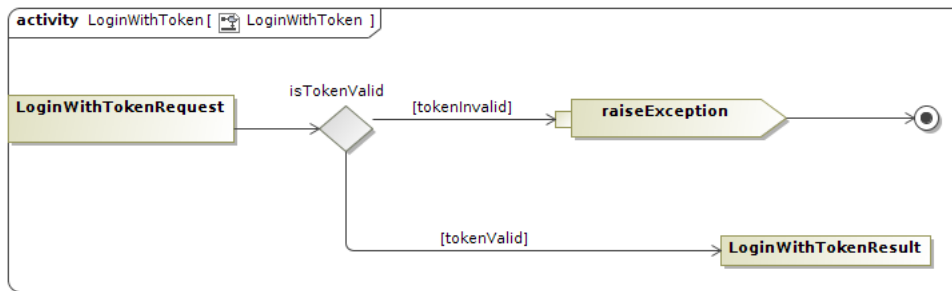 activity LoginWithToken [ LoginWithToken ]
isTokenValid
LoginWithTokenRequest
[tokenInvalid]
raiseException
[tokenValid]
LoginWithTokenResult